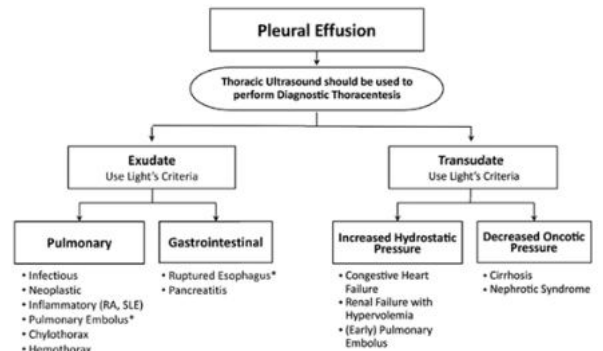 Pleural Effusion
Thoracic Ultrasound should be used to
perform Diagnostic Thoracentesis
Exudate
Use Light's Criteria
Transudate
Use Light's Criteria
Pulmonary
• Infectious
• Neoplastic
• Inflammatory (RA, SLE)
• Pulmonary Embolus*
• Chylothorax
• Hemothorax
Gastrointestinal
• Ruptured Esophagus*
• Pancreatitis
Increased Hydrostatic
Pressure
• Congestive Heart
Failure
• Renal Failure with
Hypervolemia
• (Early) Pulmonary
Embolus
Decreased Oncotic
Pressure
• Cirrhosis
• Nephrotic Syndrome